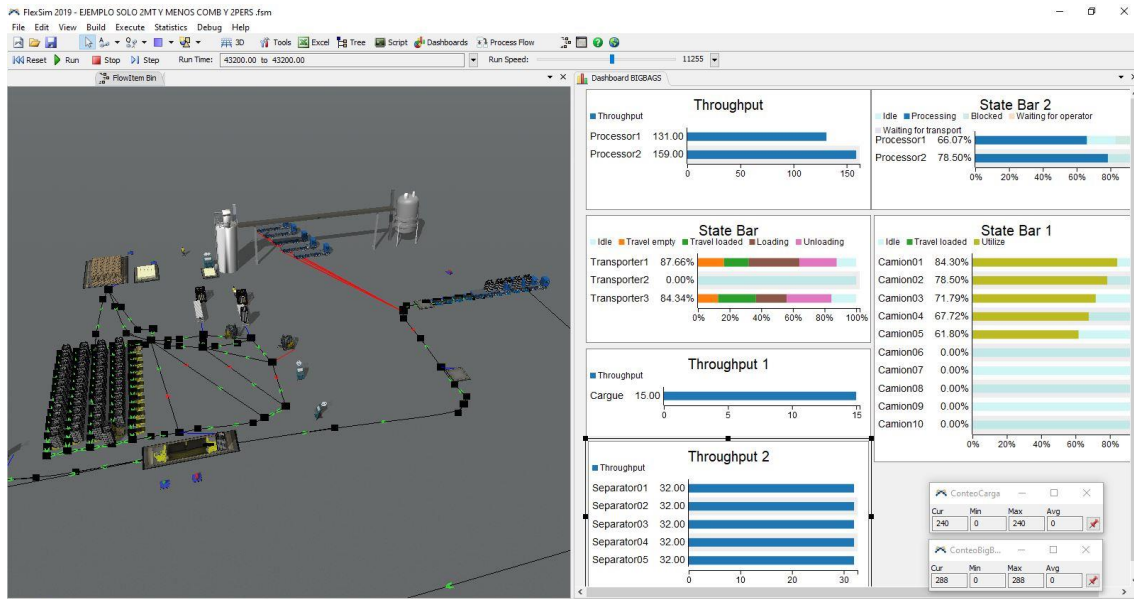 FlexSim 2019 - EJEMPLO SOLO 2MT Y MENOS COMB Y 2PERS .fsm
File Edit View Build Execute Statistics Debug Help
3D Tools Excel Tree Script Dashboards Process Flow
Reset Run Stop Step Run Time: 43200.00 to 43200.00 Run Speed: 11255
FlowItem Bin
Dashboard BIGBAGS
Throughput
Throughput
Processor1 131.00
Processor2 159.00
0 50 100 150
State Bar 2
Idle Processing Blocked Waiting for operator
Waiting for transport
Processor1 66.07%
Processor2 78.50%
0% 20% 40% 60% 80%
State Bar
Idle Travel empty Travel loaded Loading Unloading
Transporter1 87.66%
Transporter2 0.00%
Transporter3 84.34%
0% 20% 40% 60% 80% 100%
State Bar 1
Idle Travel loaded Utilize
Camion01 84.30%
Camion02 78.50%
Camion03 71.79%
Camion04 67.72%
Camion05 61.80%
Camion06 0.00%
Camion07 0.00%
Camion08 0.00%
Camion09 0.00%
Camion10 0.00%
0% 20% 40% 60% 80%
Throughput 1
Throughput
Cargue 15.00
0 5 10 15
Throughput 2
Throughput
Separator01 32.00
Separator02 32.00
Separator03 32.00
Separator04 32.00
Separator05 32.00
0 10 20 30
ConteoCarga
Cur Min Max Avg
240 0 240 0
ConteoBigB...
Cur Min Max Avg
288 0 288 0